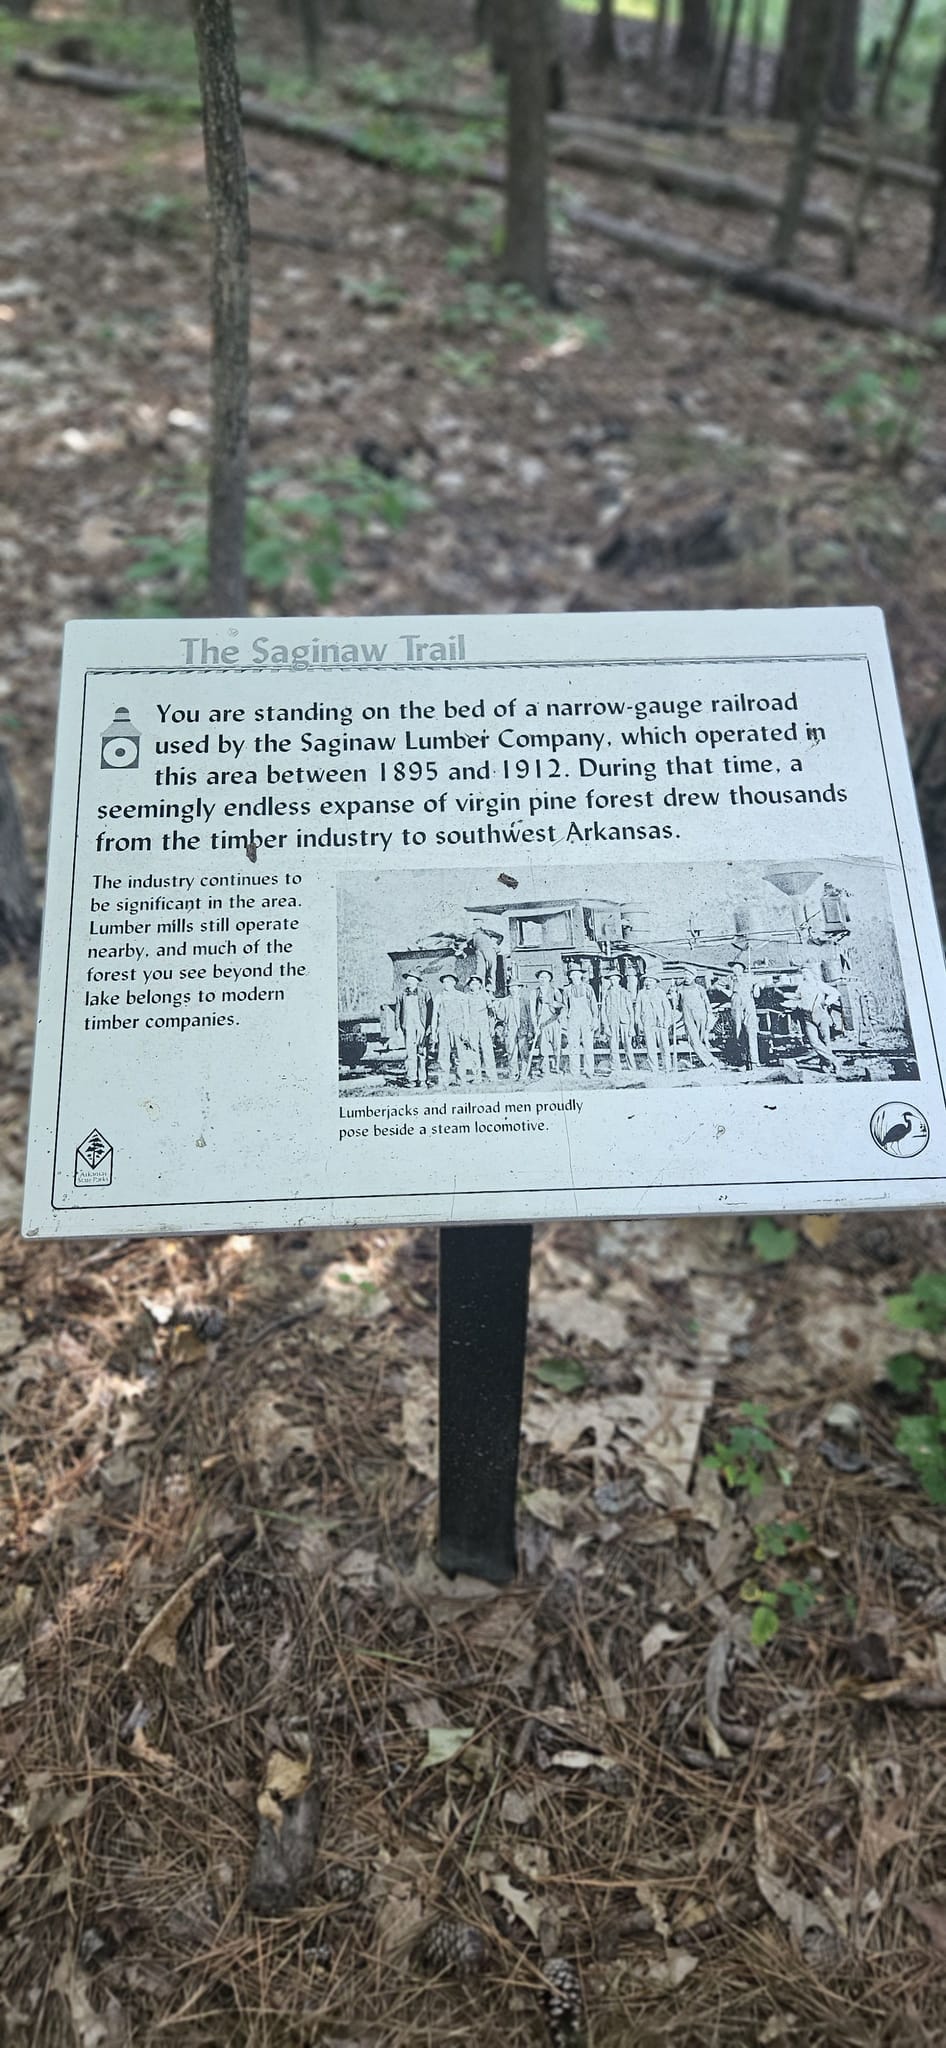 The Saginaw Trail
You are standing on the bed of a narrow-gauge railroad
used by the Saginaw Lumber Company, which operated in
this area between 1895 and 1912. During that time, a
seemingly endless expanse of virgin pine forest drew thousands
from the timber industry to southwest Arkansas.
The industry continues to
be significant in the area.
Lumber mills still operate
nearby, and much of the
forest you see beyond the
lake belongs to modern
timber companies.
Lumberjacks and railroad men proudly
pose beside a steam locomotive.
Arkansas
State Parks